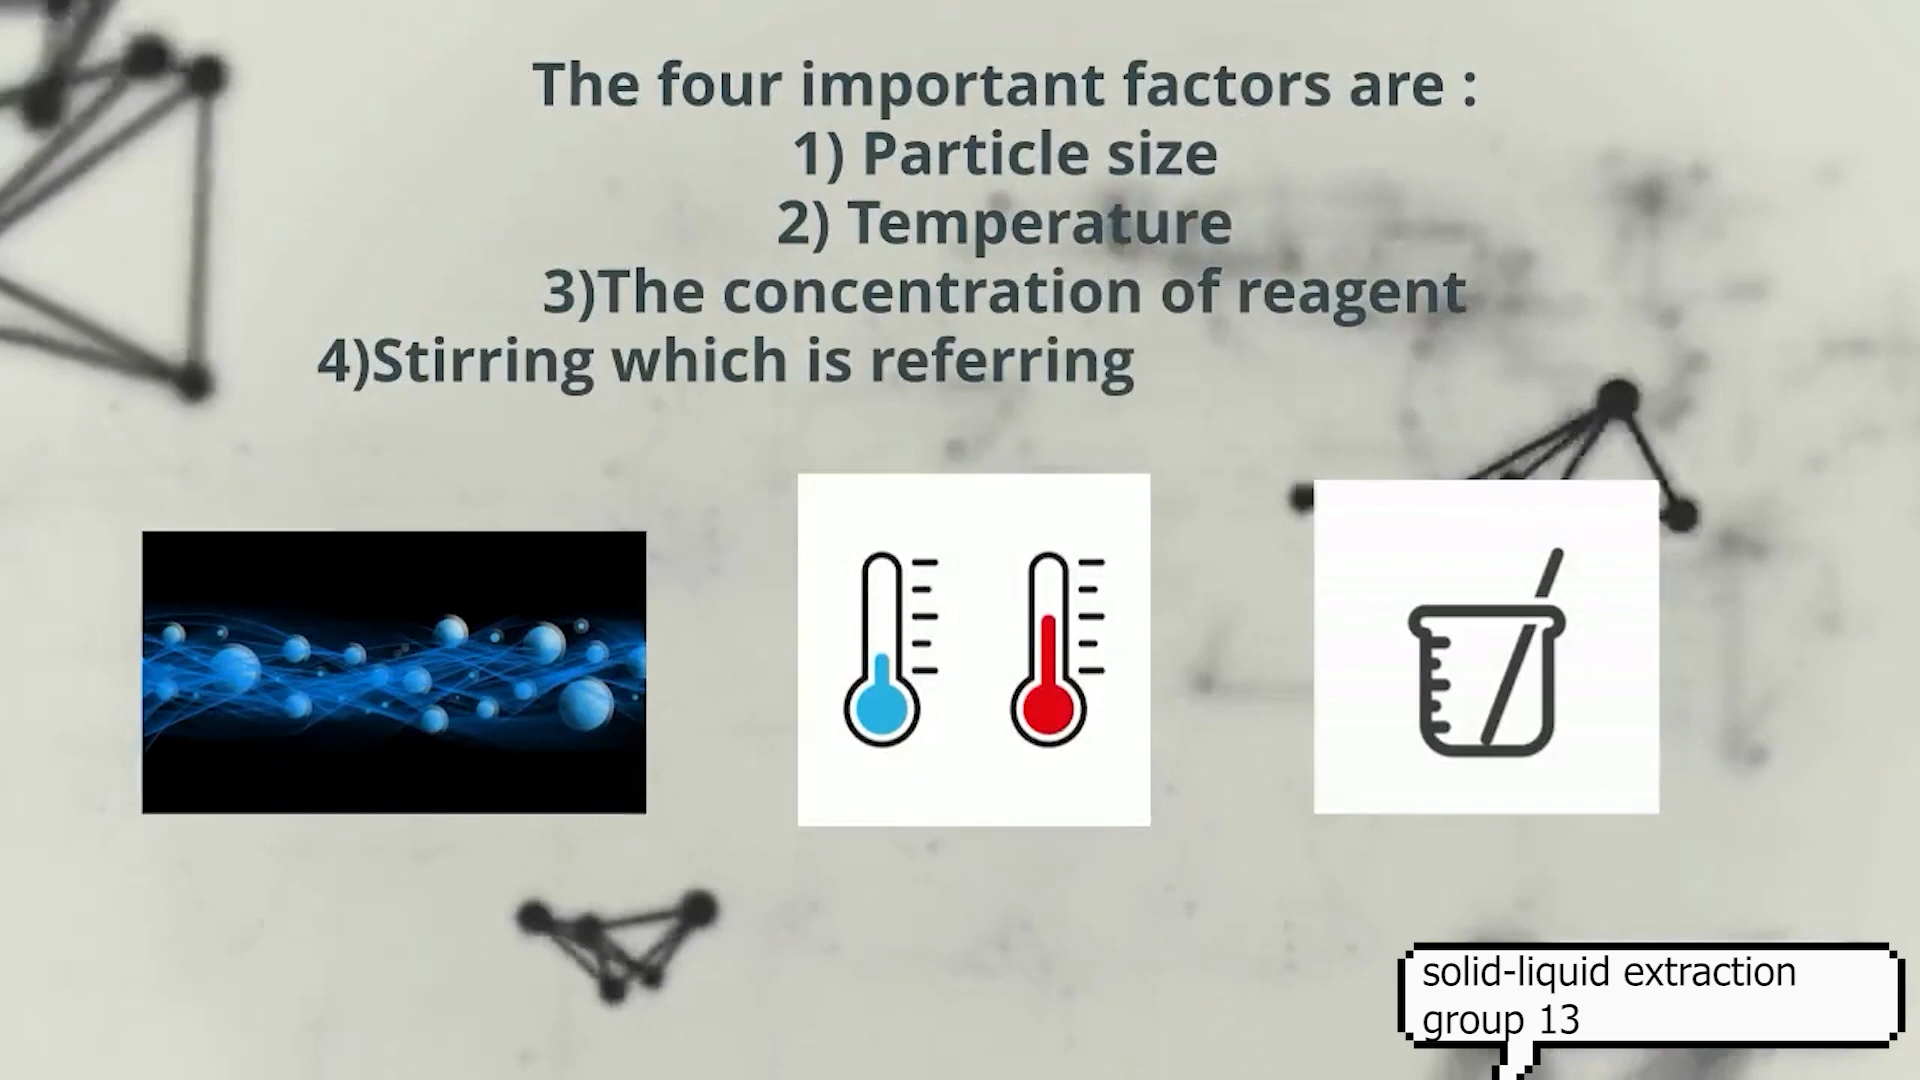 The four important factors are :
1) Particle size
2) Temperature
3)The concentration of reagent
4)Stirring which is referring
solid-liquid extraction
group 13